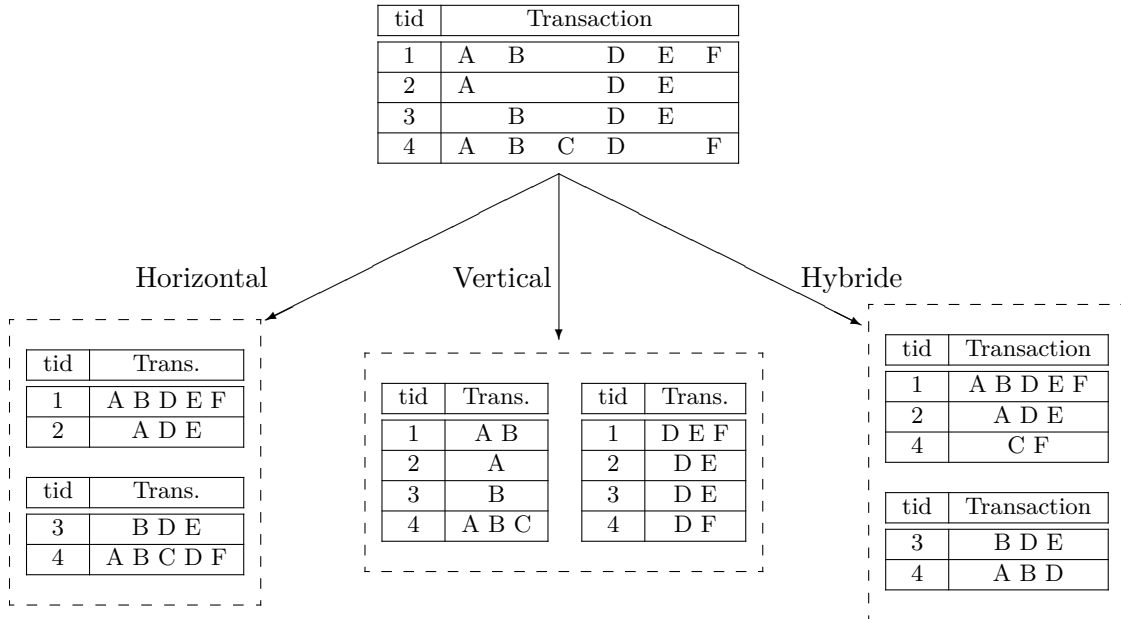 tid Transaction
1 A B D E F
2 A D E
3 B D E
4 A B C D F
Horizontal Vertical Hybride
tid Trans.
1 A B D E F
2 A D E
tid Trans.
3 B D E
4 A B C D F
tid Trans.
1 A B
2 A
3 B
4 A B C
tid Trans.
1 D E F
2 D E
3 D E
4 D F
tid Transaction
1 A B D E F
2 A D E
4 C F
tid Transaction
3 B D E
4 A B D